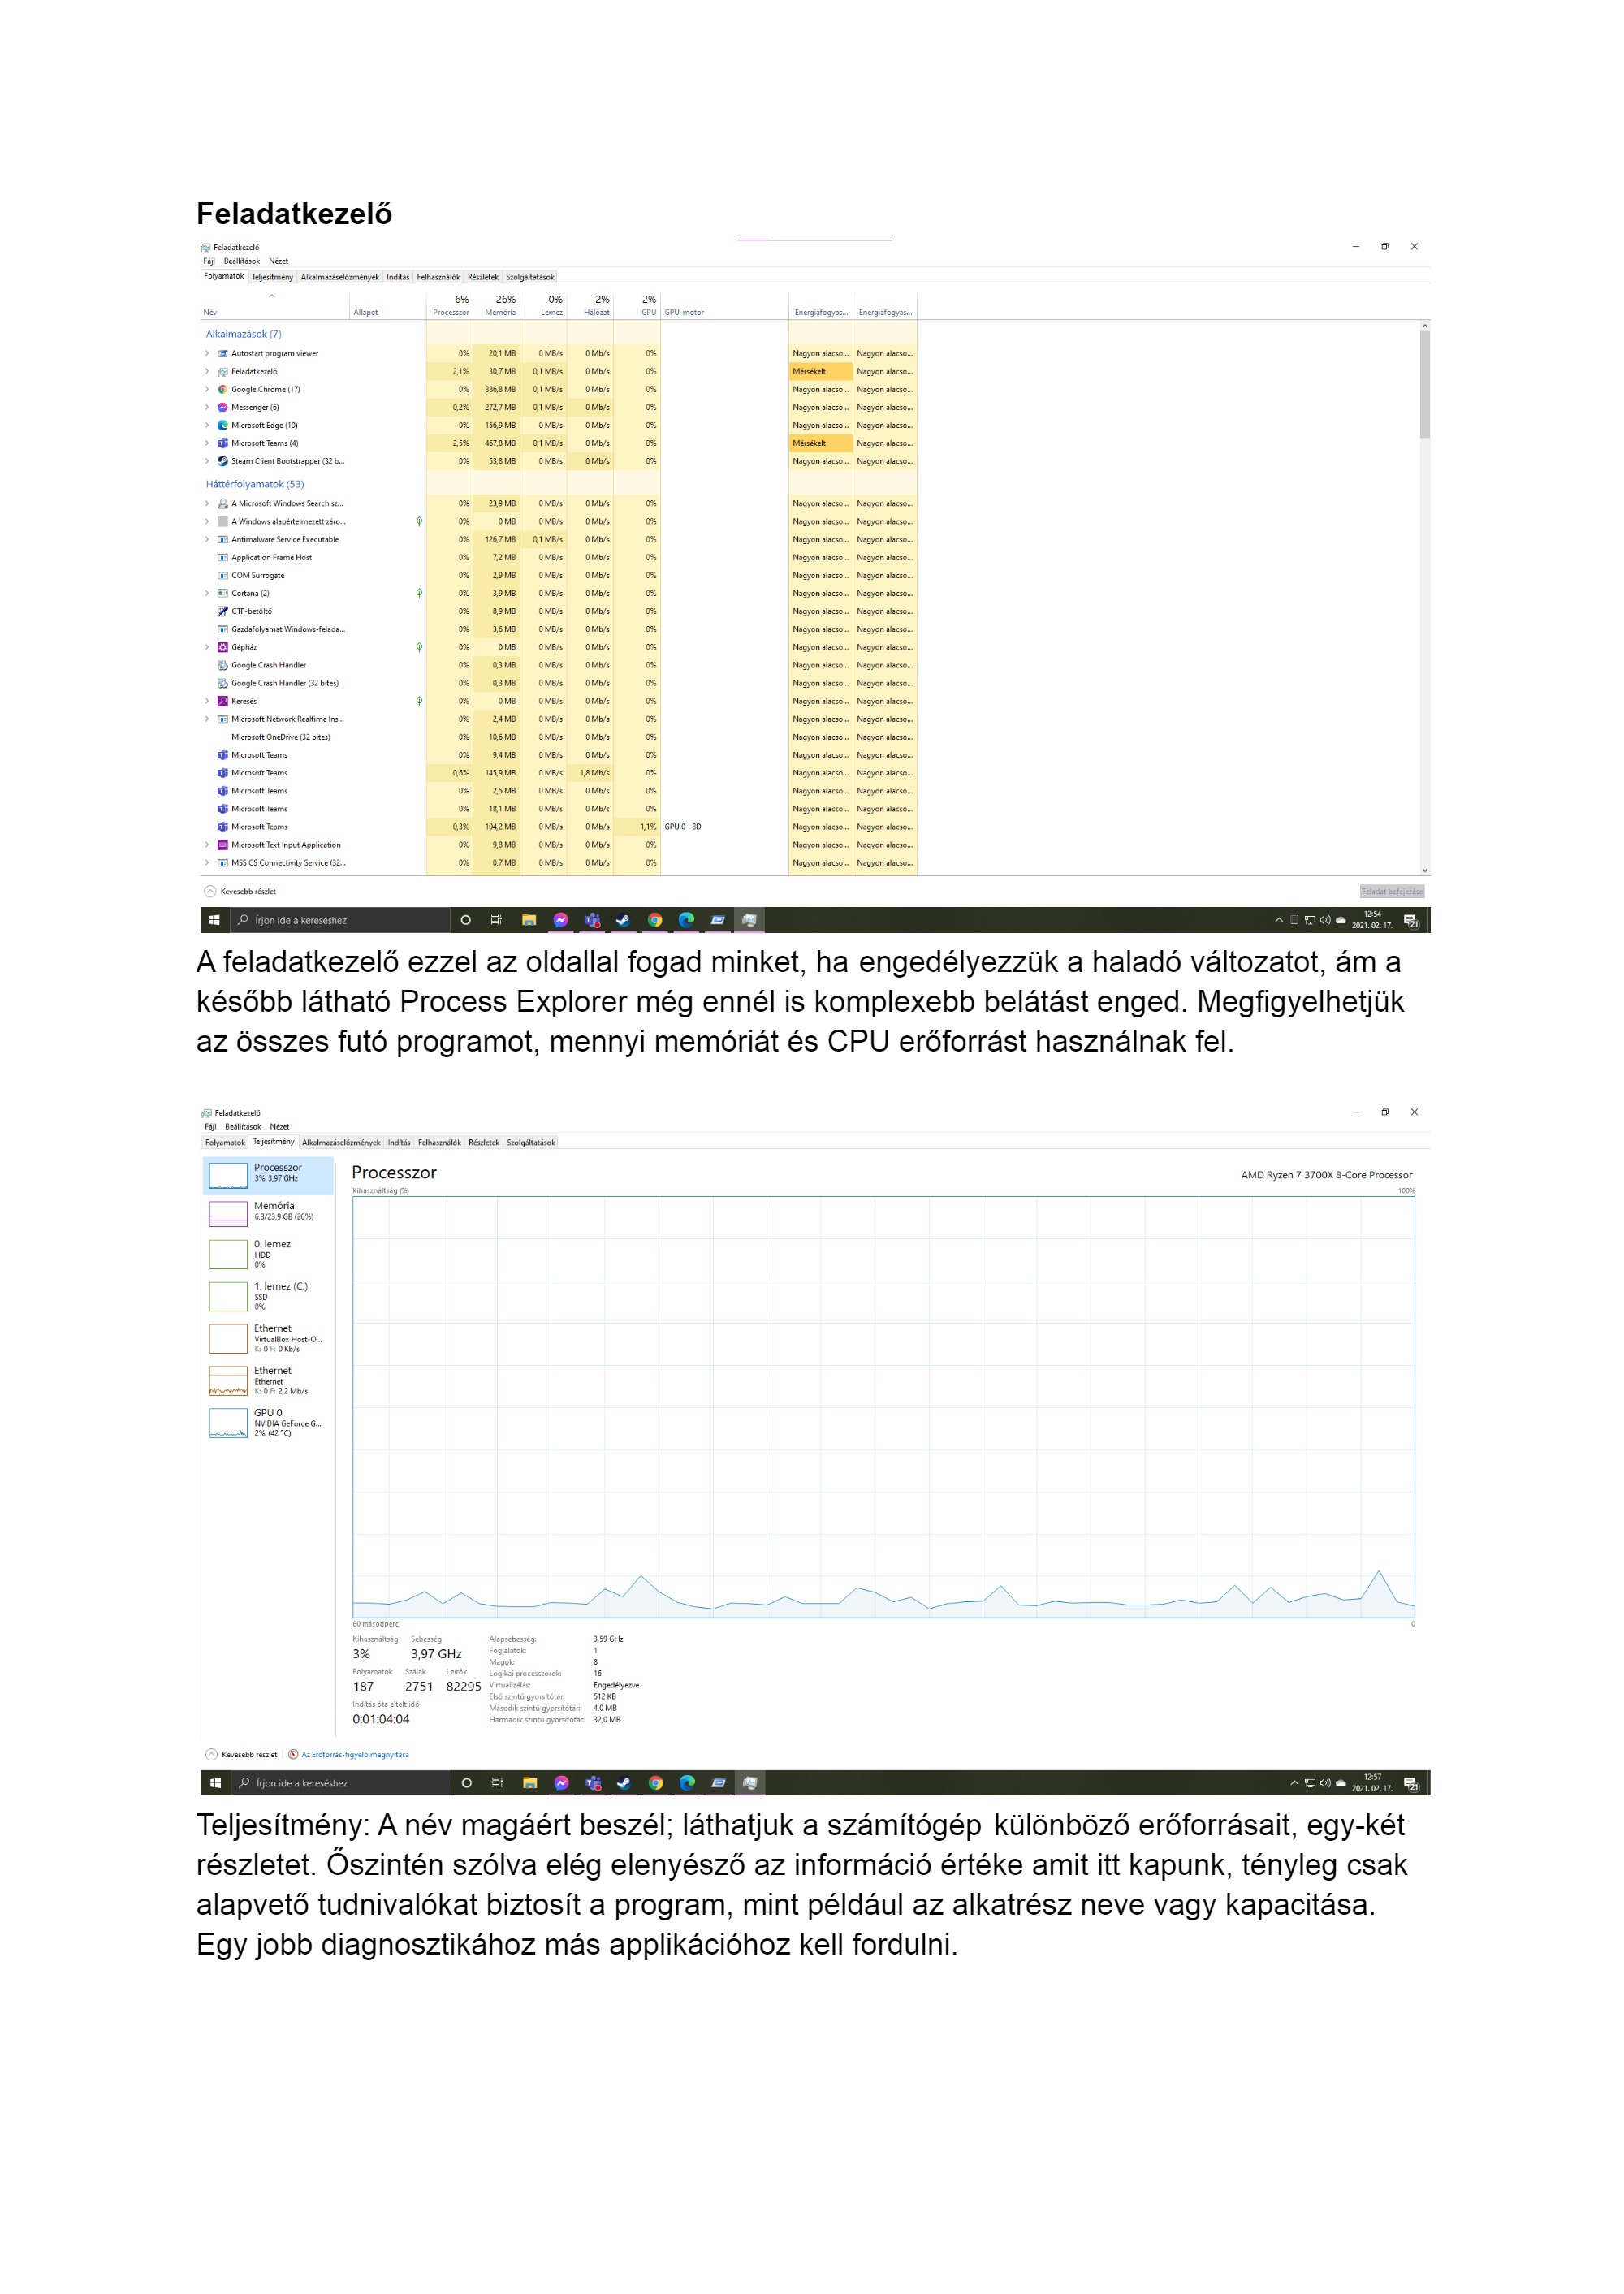 Feladatkezelő
Feladatkezelő
Fájl Beállítások Nézet
Folyamatok Teljesítmény Alkalmazáselőzmények Indítás Felhasználók Részletek Szolgáltatások
6% 26% 0% 2% 2%
Név Állapot Processzor Memória Lemez Hálózat GPU GPU-motor Energiafogyas... Energiafogyas...
Alkalmazások (7)
Autostart program viewer 0% 20,1 MB 0 MB/s 0 Mb/s 0% Nagyon alacso... Nagyon alacso...
Feladatkezelő 2,1% 30,7 MB 0,1 MB/s 0 Mb/s 0% Mérsékelt Nagyon alacso...
Google Chrome (17) 0% 886,8 MB 0,1 MB/s 0 Mb/s 0% Nagyon alacso... Nagyon alacso...
Messenger (6) 0,2% 272,7 MB 0,1 MB/s 0 Mb/s 0% Nagyon alacso... Nagyon alacso...
Microsoft Edge (10) 0% 156,9 MB 0 MB/s 0 Mb/s 0% Nagyon alacso... Nagyon alacso...
Microsoft Teams (4) 2,5% 467,8 MB 0,1 MB/s 0 Mb/s 0% Mérsékelt Nagyon alacso...
Steam Client Bootstrapper (32 b... 0% 53,8 MB 0 MB/s 0 Mb/s 0% Nagyon alacso... Nagyon alacso...
Háttérfolyamatok (53)
A Microsoft Windows Search sz... 0% 23,9 MB 0 MB/s 0 Mb/s 0% Nagyon alacso... Nagyon alacso...
A Windows alapértelmezett záro... 0% 0 MB 0 MB/s 0 Mb/s 0% Nagyon alacso... Nagyon alacso...
Antimalware Service Executable 0% 126,7 MB 0,1 MB/s 0 Mb/s 0% Nagyon alacso... Nagyon alacso...
Application Frame Host 0% 7,2 MB 0 MB/s 0 Mb/s 0% Nagyon alacso... Nagyon alacso...
COM Surrogate 0% 2,9 MB 0 MB/s 0 Mb/s 0% Nagyon alacso... Nagyon alacso...
Cortana (2) 0% 3,9 MB 0 MB/s 0 Mb/s 0% Nagyon alacso... Nagyon alacso...
CTF-betöltő 0% 8,9 MB 0 MB/s 0 Mb/s 0% Nagyon alacso... Nagyon alacso...
Gazdafolyamat Windows-felada... 0% 3,6 MB 0 MB/s 0 Mb/s 0% Nagyon alacso... Nagyon alacso...
Gépház 0% 0 MB 0 MB/s 0 Mb/s 0% Nagyon alacso... Nagyon alacso...
Google Crash Handler 0% 0,3 MB 0 MB/s 0 Mb/s 0% Nagyon alacso... Nagyon alacso...
Google Crash Handler (32 bites) 0% 0,3 MB 0 MB/s 0 Mb/s 0% Nagyon alacso... Nagyon alacso...
Keresés 0% 0 MB 0 MB/s 0 Mb/s 0% Nagyon alacso... Nagyon alacso...
Microsoft Network Realtime Ins... 0% 2,4 MB 0 MB/s 0 Mb/s 0% Nagyon alacso... Nagyon alacso...
Microsoft OneDrive (32 bites) 0% 10,6 MB 0 MB/s 0 Mb/s 0% Nagyon alacso... Nagyon alacso...
Microsoft Teams 0% 9,4 MB 0 MB/s 0 Mb/s 0% Nagyon alacso... Nagyon alacso...
Microsoft Teams 0,6% 145,9 MB 0 MB/s 1,8 Mb/s 0% Nagyon alacso... Nagyon alacso...
Microsoft Teams 0% 2,5 MB 0 MB/s 0 Mb/s 0% Nagyon alacso... Nagyon alacso...
Microsoft Teams 0% 18,1 MB 0 MB/s 0 Mb/s 0% Nagyon alacso... Nagyon alacso...
Microsoft Teams 0,3% 104,2 MB 0 MB/s 0 Mb/s 1,1% GPU 0 - 3D Nagyon alacso... Nagyon alacso...
Microsoft Text Input Application 0% 9,8 MB 0 MB/s 0 Mb/s 0% Nagyon alacso... Nagyon alacso...
MSS CS Connectivity Service (32... 0% 0,7 MB 0 MB/s 0 Mb/s 0% Nagyon alacso... Nagyon alacso...
Kevesebb részlet Feladat befejezése
Írjon ide a kereséshez 12:54
2021. 02. 17. 21
A feladatkezelő ezzel az oldallal fogad minket, ha engedélyezzük a haladó változatot, ám a
később látható Process Explorer még ennél is komplexebb belátást enged. Megfigyelhetjük
az összes futó programot, mennyi memóriát és CPU erőforrást használnak fel.
Feladatkezelő
Fájl Beállítások Nézet
Folyamatok Teljesítmény Alkalmazáselőzmények Indítás Felhasználók Részletek Szolgáltatások
Processzor
3% 3,97 GHz
Memória
6,3/23,9 GB (26%)
0. lemez
HDD
0%
1. lemez (C:)
SSD
0%
Ethernet
VirtualBox Host-O...
K: 0 F: 0 Kb/s
Ethernet
Ethernet
K: 0 F: 2,2 Mb/s
GPU 0
NVIDIA GeForce G...
2% (42 °C)
Processzor AMD Ryzen 7 3700X 8-Core Processor
Kihasználtság (%) 100%
60 másodperc 0
Kihasználtság Sebesség
3% 3,97 GHz
Folyamatok Szálak Leírók
187 2751 82295
Indítás óta eltelt idő
0:01:04:04
Alapsebesség: 3,59 GHz
Foglalatok: 1
Magok: 8
Logikai processzorok: 16
Virtualizálás: Engedélyezve
Első szintű gyorsítótár: 512 KB
Második szintű gyorsítótár: 4,0 MB
Harmadik szintű gyorsítótár: 32,0 MB
Kevesebb részlet Az Erőforrás-figyelő megnyitása
Írjon ide a kereséshez 12:57
2021. 02. 17. 21
Teljesítmény: A név magáért beszél; láthatjuk a számítógép különböző erőforrásait, egy-két
részletet. Őszintén szólva elég elenyésző az információ értéke amit itt kapunk, tényleg csak
alapvető tudnivalókat biztosít a program, mint például az alkatrész neve vagy kapacitása.
Egy jobb diagnosztikához más applikációhoz kell fordulni.